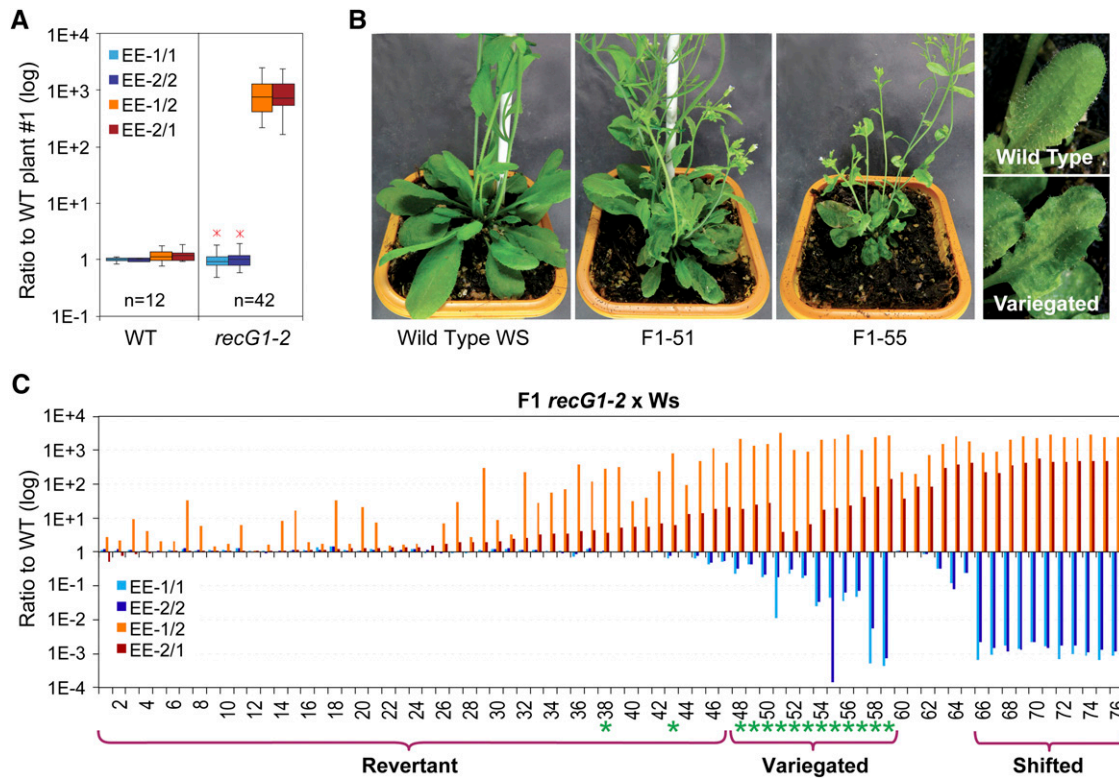 A
Ratio to WT plant #1 (log)
1E+4
1E+3
1E+2
1E+1
1
1E-1
EE-1/1
EE-2/2
EE-1/2
EE-2/1
n=12
n=42
WT
recG1-2
B
Wild Type WS
F1-51
F1-55
Wild Type
Variegated
C
F1 recG1-2 x Ws
Ratio to WT (log)
1E+4
1E+3
1E+2
1E+1
1
1E-1
1E-2
1E-3
1E-4
EE-1/1
EE-2/2
EE-1/2
EE-2/1
2 4 6 8 10 12 14 16 18 20 22 24 26 28 30 32 34 36 38 40 42 44 46 48 50 52 54 56 58 60 62 64 66 68 70 72 74 76
* * * * * * * * * * * * * *
Revertant
Variegated
Shifted